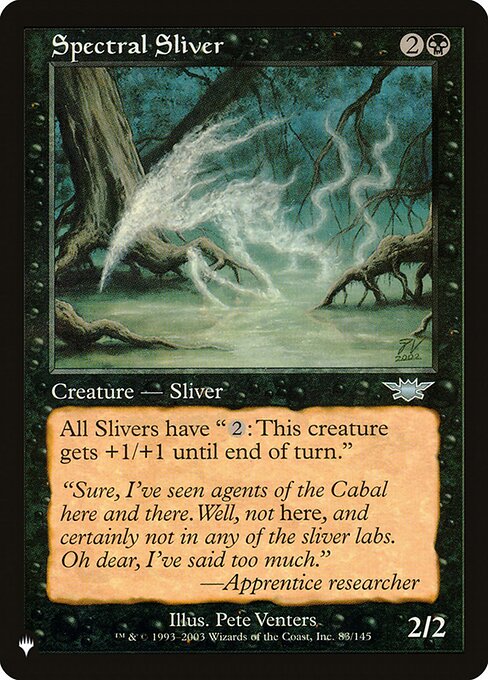 Spectral Sliver 2
PV
2002
Creature — Sliver
All Slivers have “2: This creature
gets +1/+1 until end of turn.”
“Sure, I’ve seen agents of the Cabal
here and there. Well, not here, and
certainly not in any of the sliver labs.
Oh dear, I’ve said too much.”
—Apprentice researcher
Illus. Pete Venters
™ & © 1993–2003 Wizards of the Coast, Inc. 83/145
2/2